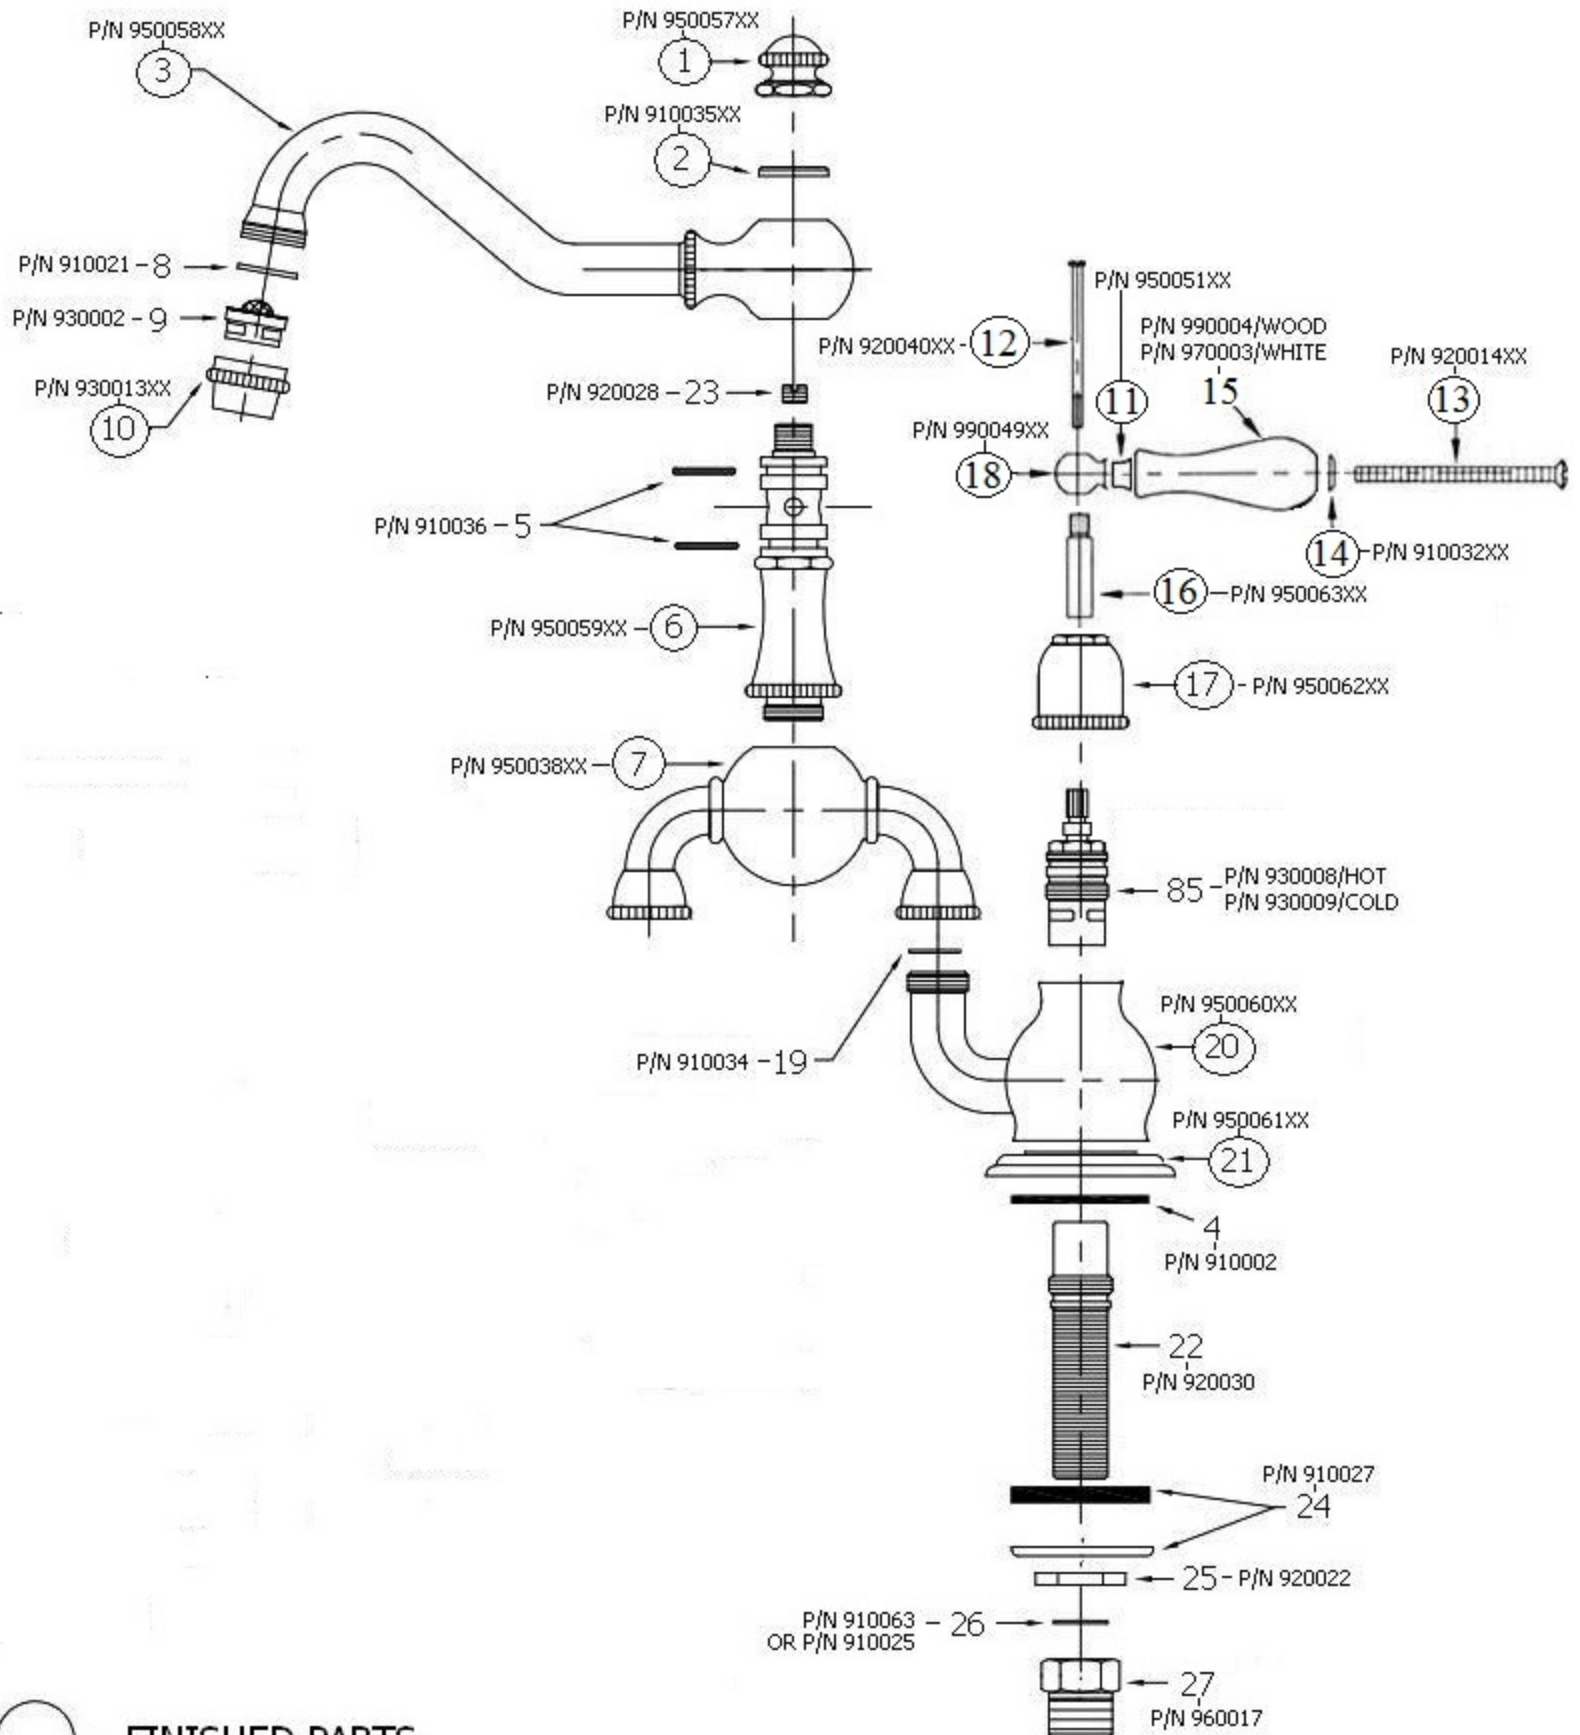 P/N 950058XX
3
P/N 950057XX
1
P/N 910035XX
2
P/N 910021 - 8
P/N 930002 - 9
P/N 930013XX
10
P/N 920028 - 23
P/N 950051XX
11
P/N 920040XX - 12
P/N 990004/WOOD
P/N 970003/WHITE
15
P/N 920014XX
13
P/N 990049XX
18
P/N 910036 - 5
14 - P/N 910032XX
16 - P/N 950063XX
P/N 950059XX - 6
17 - P/N 950062XX
P/N 950038XX - 7
85 - P/N 930008/HOT
P/N 930009/COLD
P/N 950060XX
20
P/N 910034 - 19
P/N 950061XX
21
4
P/N 910002
22
P/N 920030
P/N 910027
24
25 - P/N 920022
P/N 910063 - 26
OR P/N 910025
27
P/N 960017
FINISHED PARTS